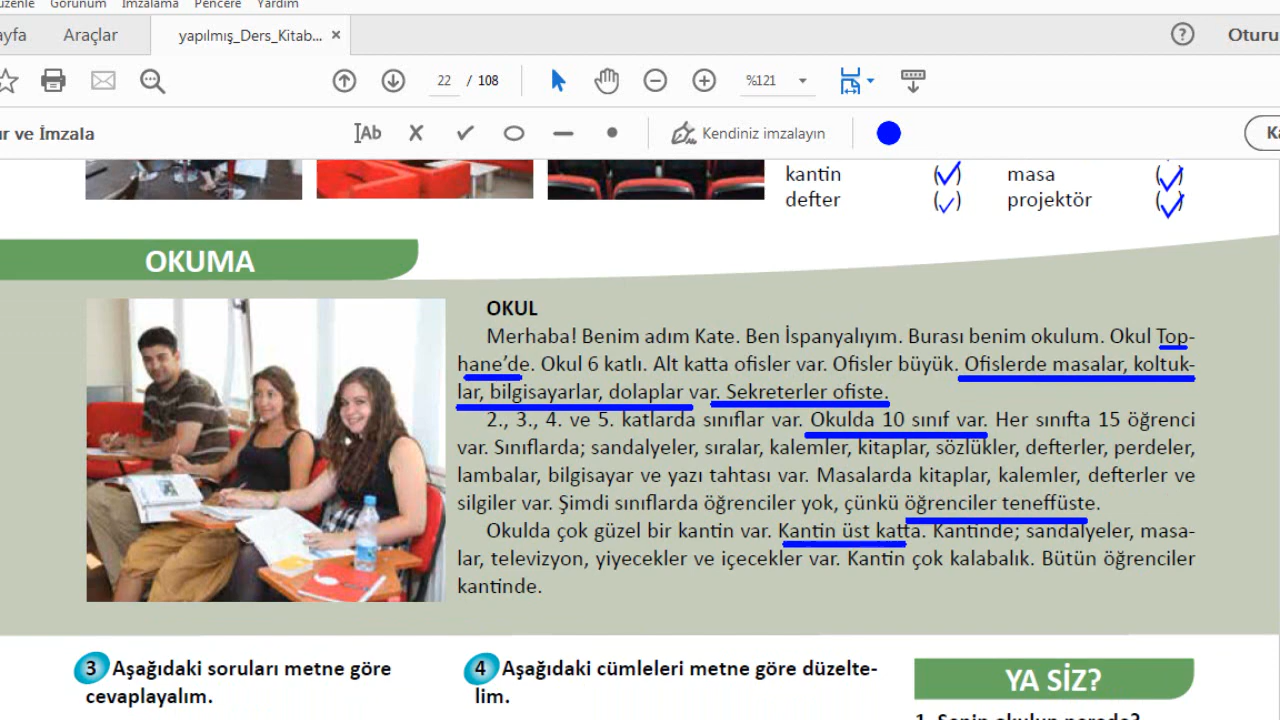 Görünüm Imzalama Pencere Yardım
Araçlar yapılmış_Ders_Kitab... × ? Oturu
22 / 108 %121
ve İmzala Ab Kendiniz imzalayın
kantin (✓) masa (✓)
defter (✓) projektör (✓)
OKUMA
OKUL
Merhaba! Benim adım Kate. Ben İspanyalıyım. Burası benim okulum. Okul Top-
hane'de. Okul 6 katlı. Alt katta ofisler var. Ofisler büyük. Ofislerde masalar, koltuk-
lar, bilgisayarlar, dolaplar var. Sekreterler ofiste.
2., 3., 4. ve 5. katlarda sınıflar var. Okulda 10 sınıf var. Her sınıfta 15 öğrenci
var. Sınıflarda; sandalyeler, sıralar, kalemler, kitaplar, sözlükler, defterler, perdeler,
lambalar, bilgisayar ve yazı tahtası var. Masalarda kitaplar, kalemler, defterler ve
silgiler var. Şimdi sınıflarda öğrenciler yok, çünkü öğrenciler teneffüste.
Okulda çok güzel bir kantin var. Kantin üst katta. Kantinde; sandalyeler, masa-
lar, televizyon, yiyecekler ve içecekler var. Kantin çok kalabalık. Bütün öğrenciler
kantinde.
3 Aşağıdaki soruları metne göre
cevaplayalım.
4 Aşağıdaki cümleleri metne göre düzelte-
lim.
YA SİZ?
1. Senin okulun nerede?